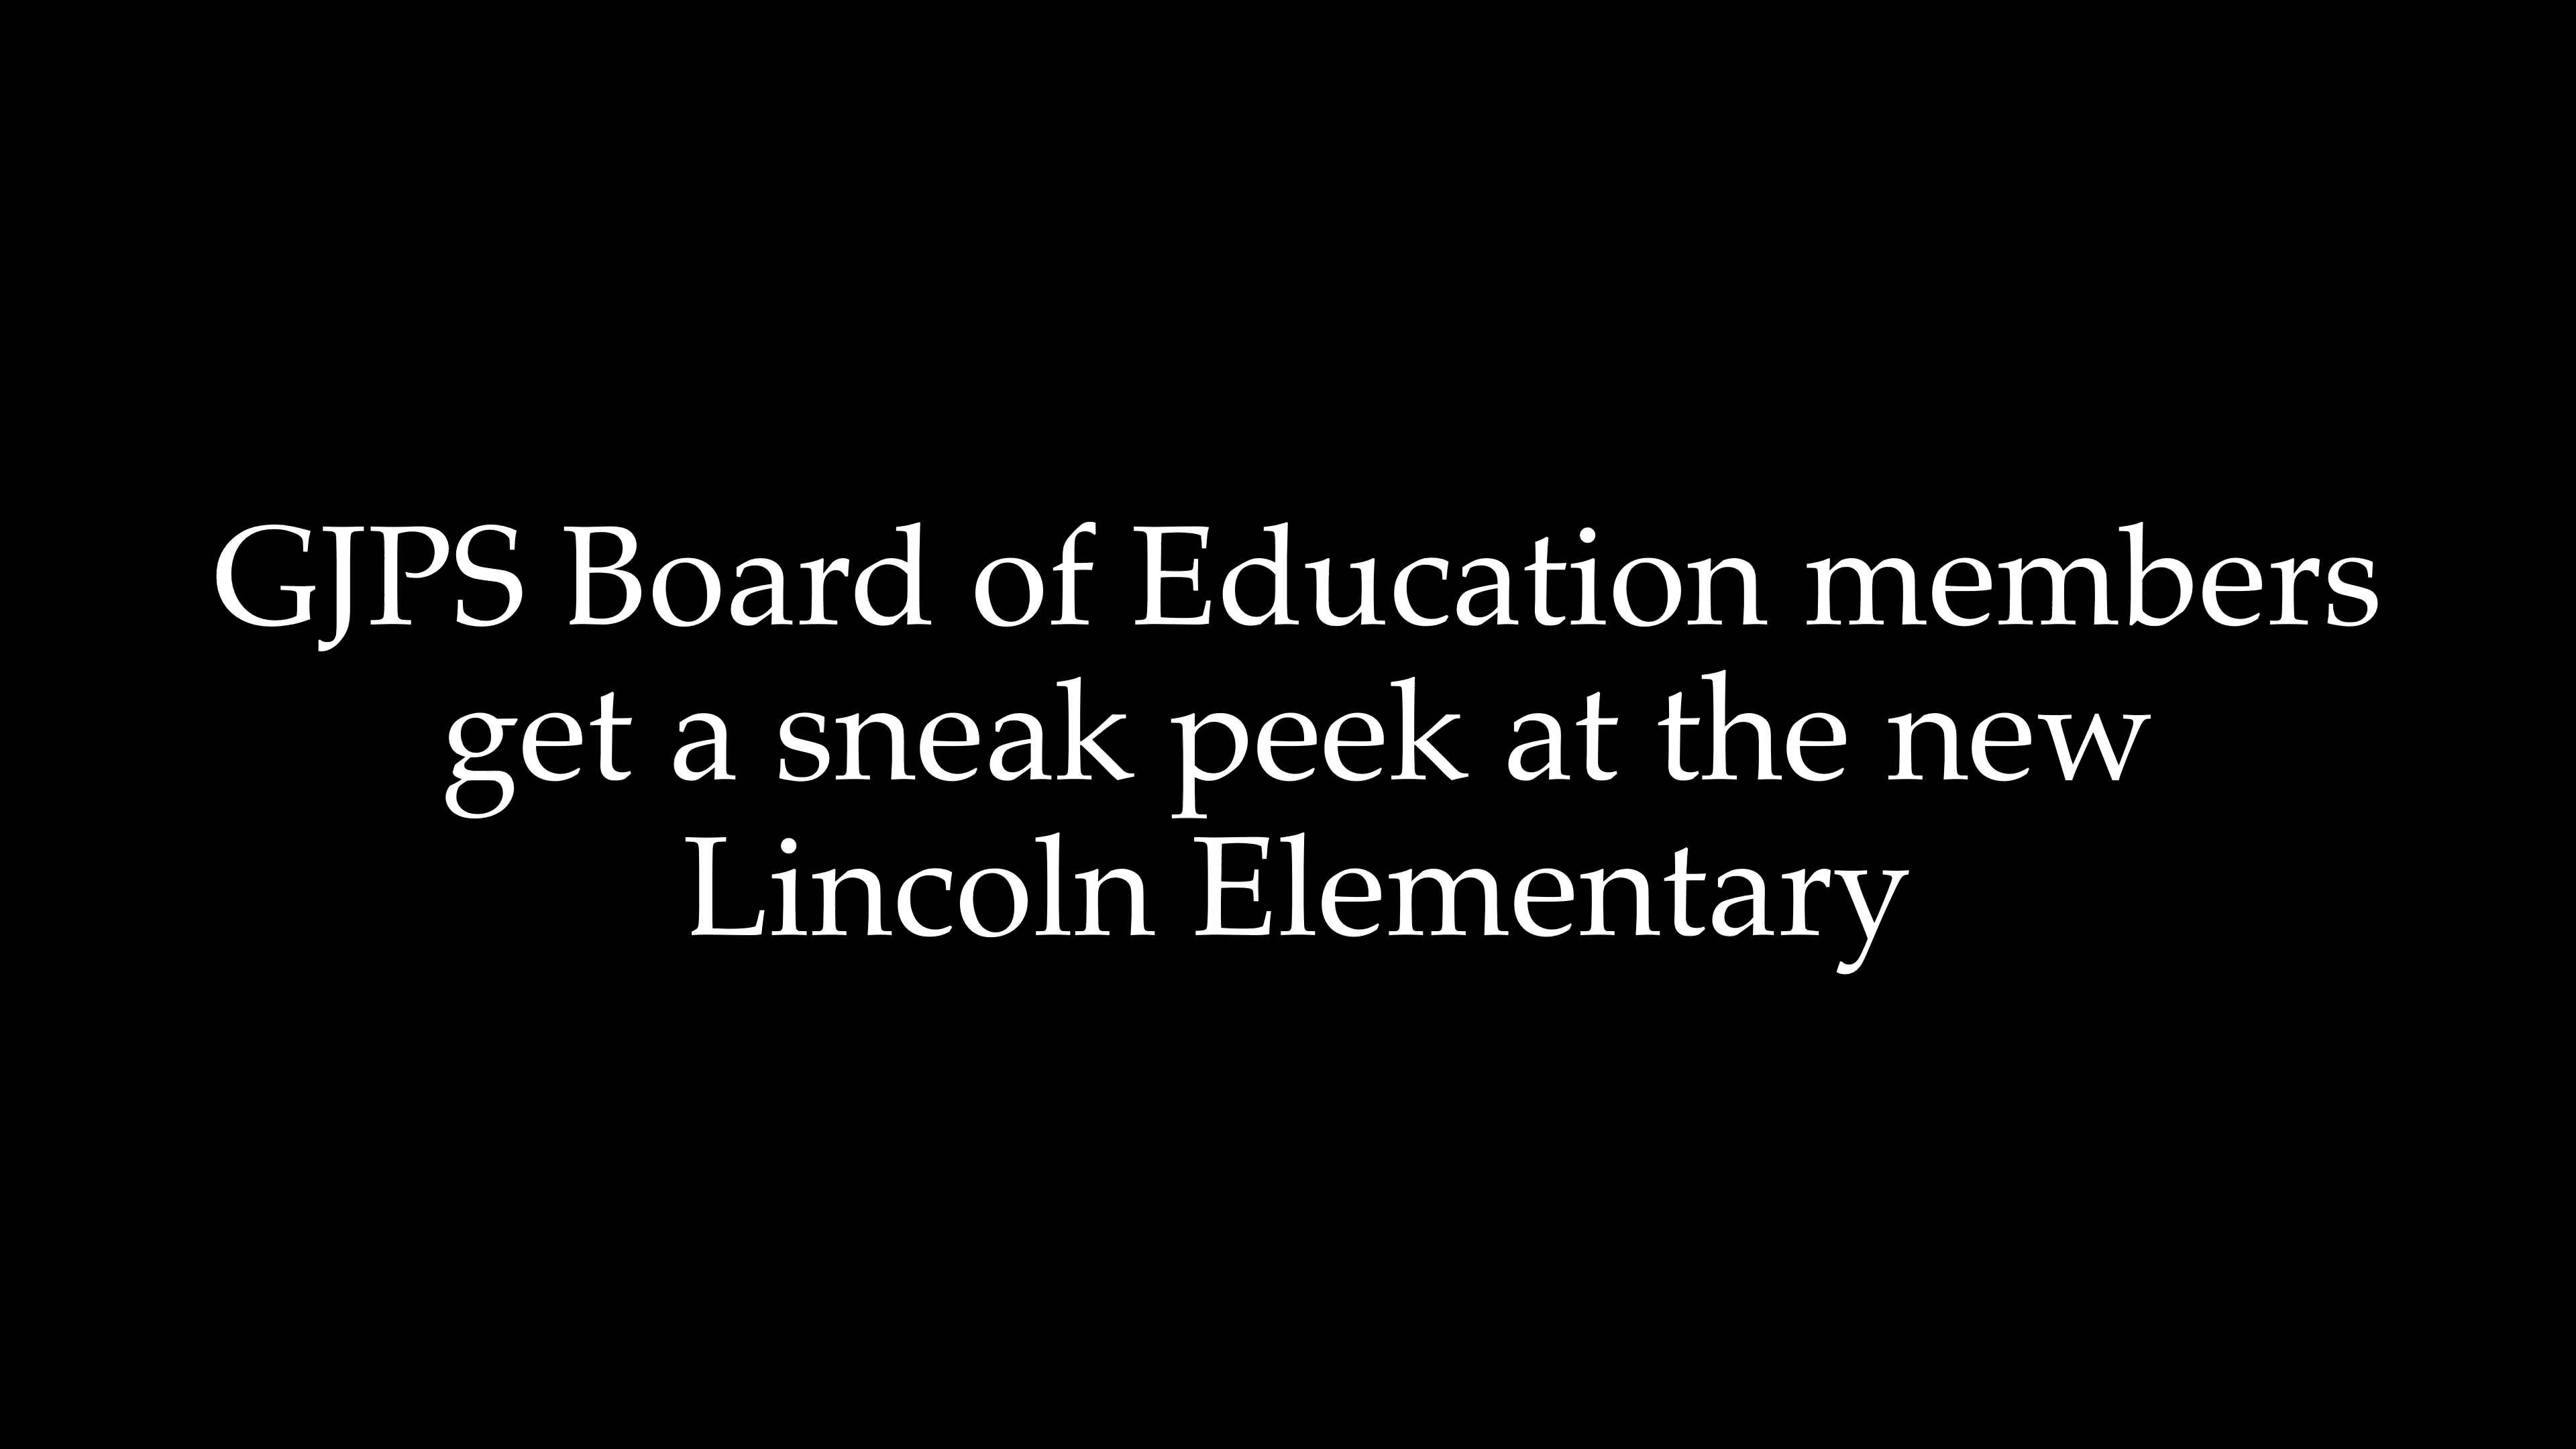 GJPS Board of Education members
get a sneak peek at the new
Lincoln Elementary